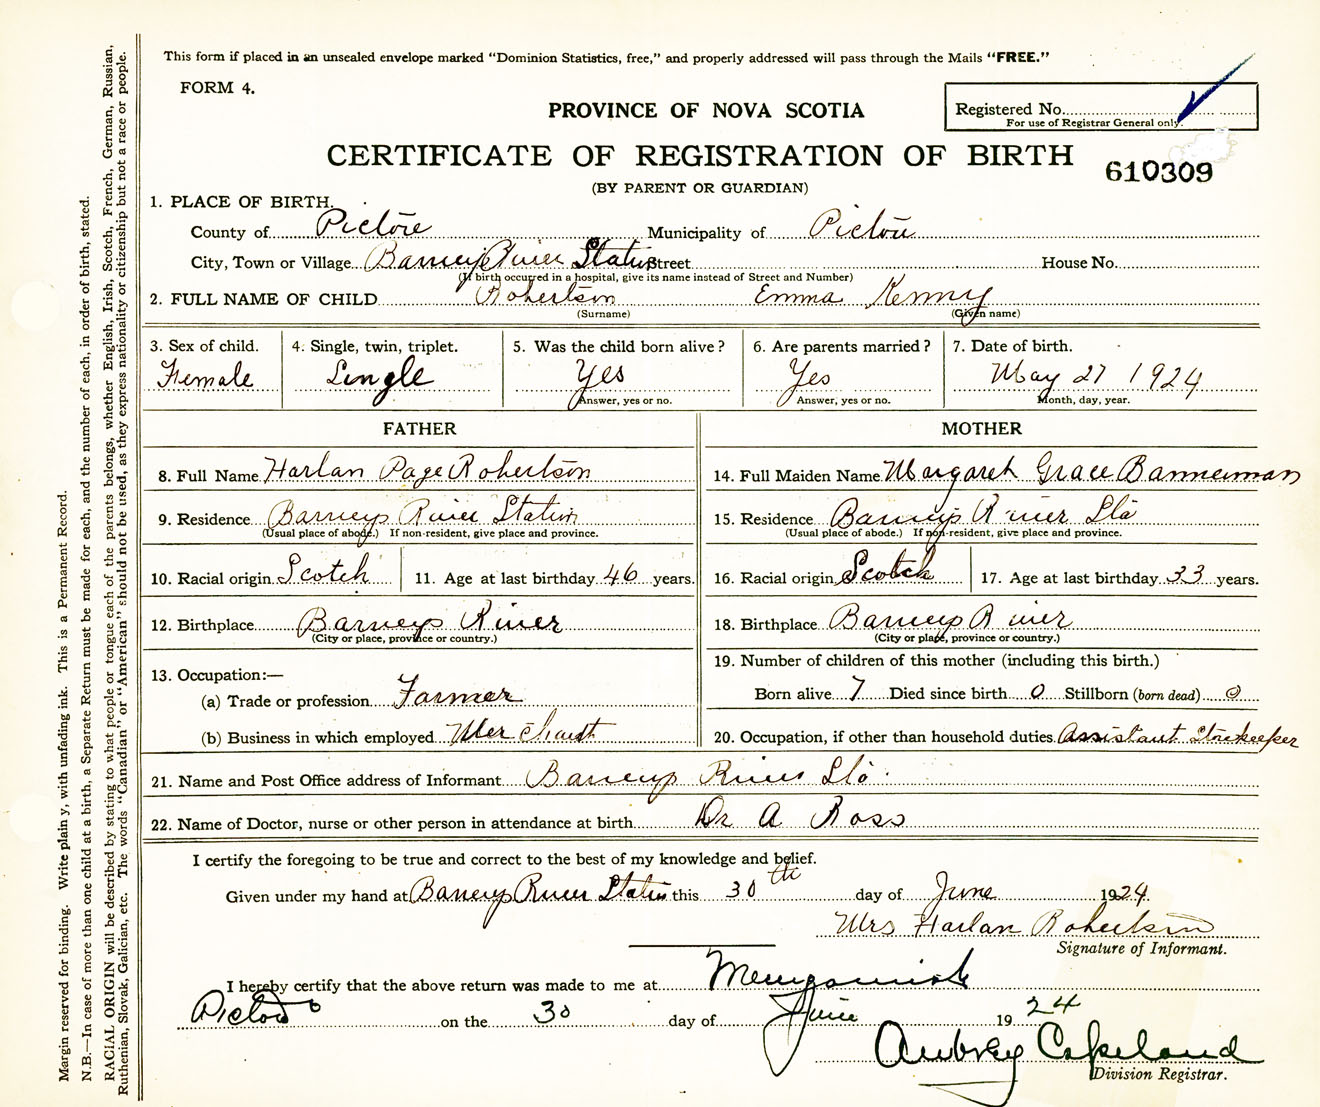 This form if placed in an unsealed envelope marked "Dominion Statistics, free," and properly addressed will pass through the Mails "FREE."
FORM 4.
Registered No.
For use of Registrar General only.
PROVINCE OF NOVA SCOTIA
CERTIFICATE OF REGISTRATION OF BIRTH
610309
(BY PARENT OR GUARDIAN)
1. PLACE OF BIRTH.
County of Pictou Municipality of Pictou
City, Town or Village Barneys River Station Street House No.
(If birth occurred in a hospital, give its name instead of Street and Number)
2. FULL NAME OF CHILD Robertson Emma Kenny
(Surname) (Given name)
3. Sex of child. 4. Single, twin, triplet. 5. Was the child born alive? 6. Are parents married? 7. Date of birth.
Female Single Yes Yes May 27 1924
Answer, yes or no. Answer, yes or no. Month, day, year.
FATHER MOTHER
8. Full Name Harlan Page Robertson 14. Full Maiden Name Margaret Grace Bannerman
9. Residence Barneys River Station 15. Residence Barneys River Sta
(Usual place of abode.) If non-resident, give place and province. (Usual place of abode.) If non-resident, give place and province.
10. Racial origin Scotch 11. Age at last birthday 46 years. 16. Racial origin Scotch 17. Age at last birthday 33 years.
12. Birthplace Barneys River 18. Birthplace Barneys River
(City or place, province or country.) (City or place, province or country.)
13. Occupation:— 19. Number of children of this mother (including this birth.)
(a) Trade or profession Farmer Born alive 7 Died since birth 0 Stillborn (born dead) 0
(b) Business in which employed Merchant 20. Occupation, if other than household duties Assistant Storekeeper
21. Name and Post Office address of Informant Barneys River Sta.
22. Name of Doctor, nurse or other person in attendance at birth Dr A Ross
I certify the foregoing to be true and correct to the best of my knowledge and belief.
Given under my hand at Barneys River Station this 30th day of June 1924
Mrs Harlan Robertson
Signature of Informant.
I hereby certify that the above return was made to me at
Pictou on the 30 day of June 1924
Aubrey Copeland
Division Registrar.
Margin reserved for binding. Write plain y, with unfading ink. This is a Permanent Record.
N.B.—In case of more than one child at a birth, a Separate Return must be made for each, and the number of each, in order of birth, stated.
RACIAL ORIGIN will be described by stating to what people or tongue each of the parents belongs, whether English, Irish, Scotch, French, German, Russian,
Ruthenian, Slovak, Galician, etc. The words "Canadian" or "American" should not be used, as they express nationality or citizenship but not a race or people.